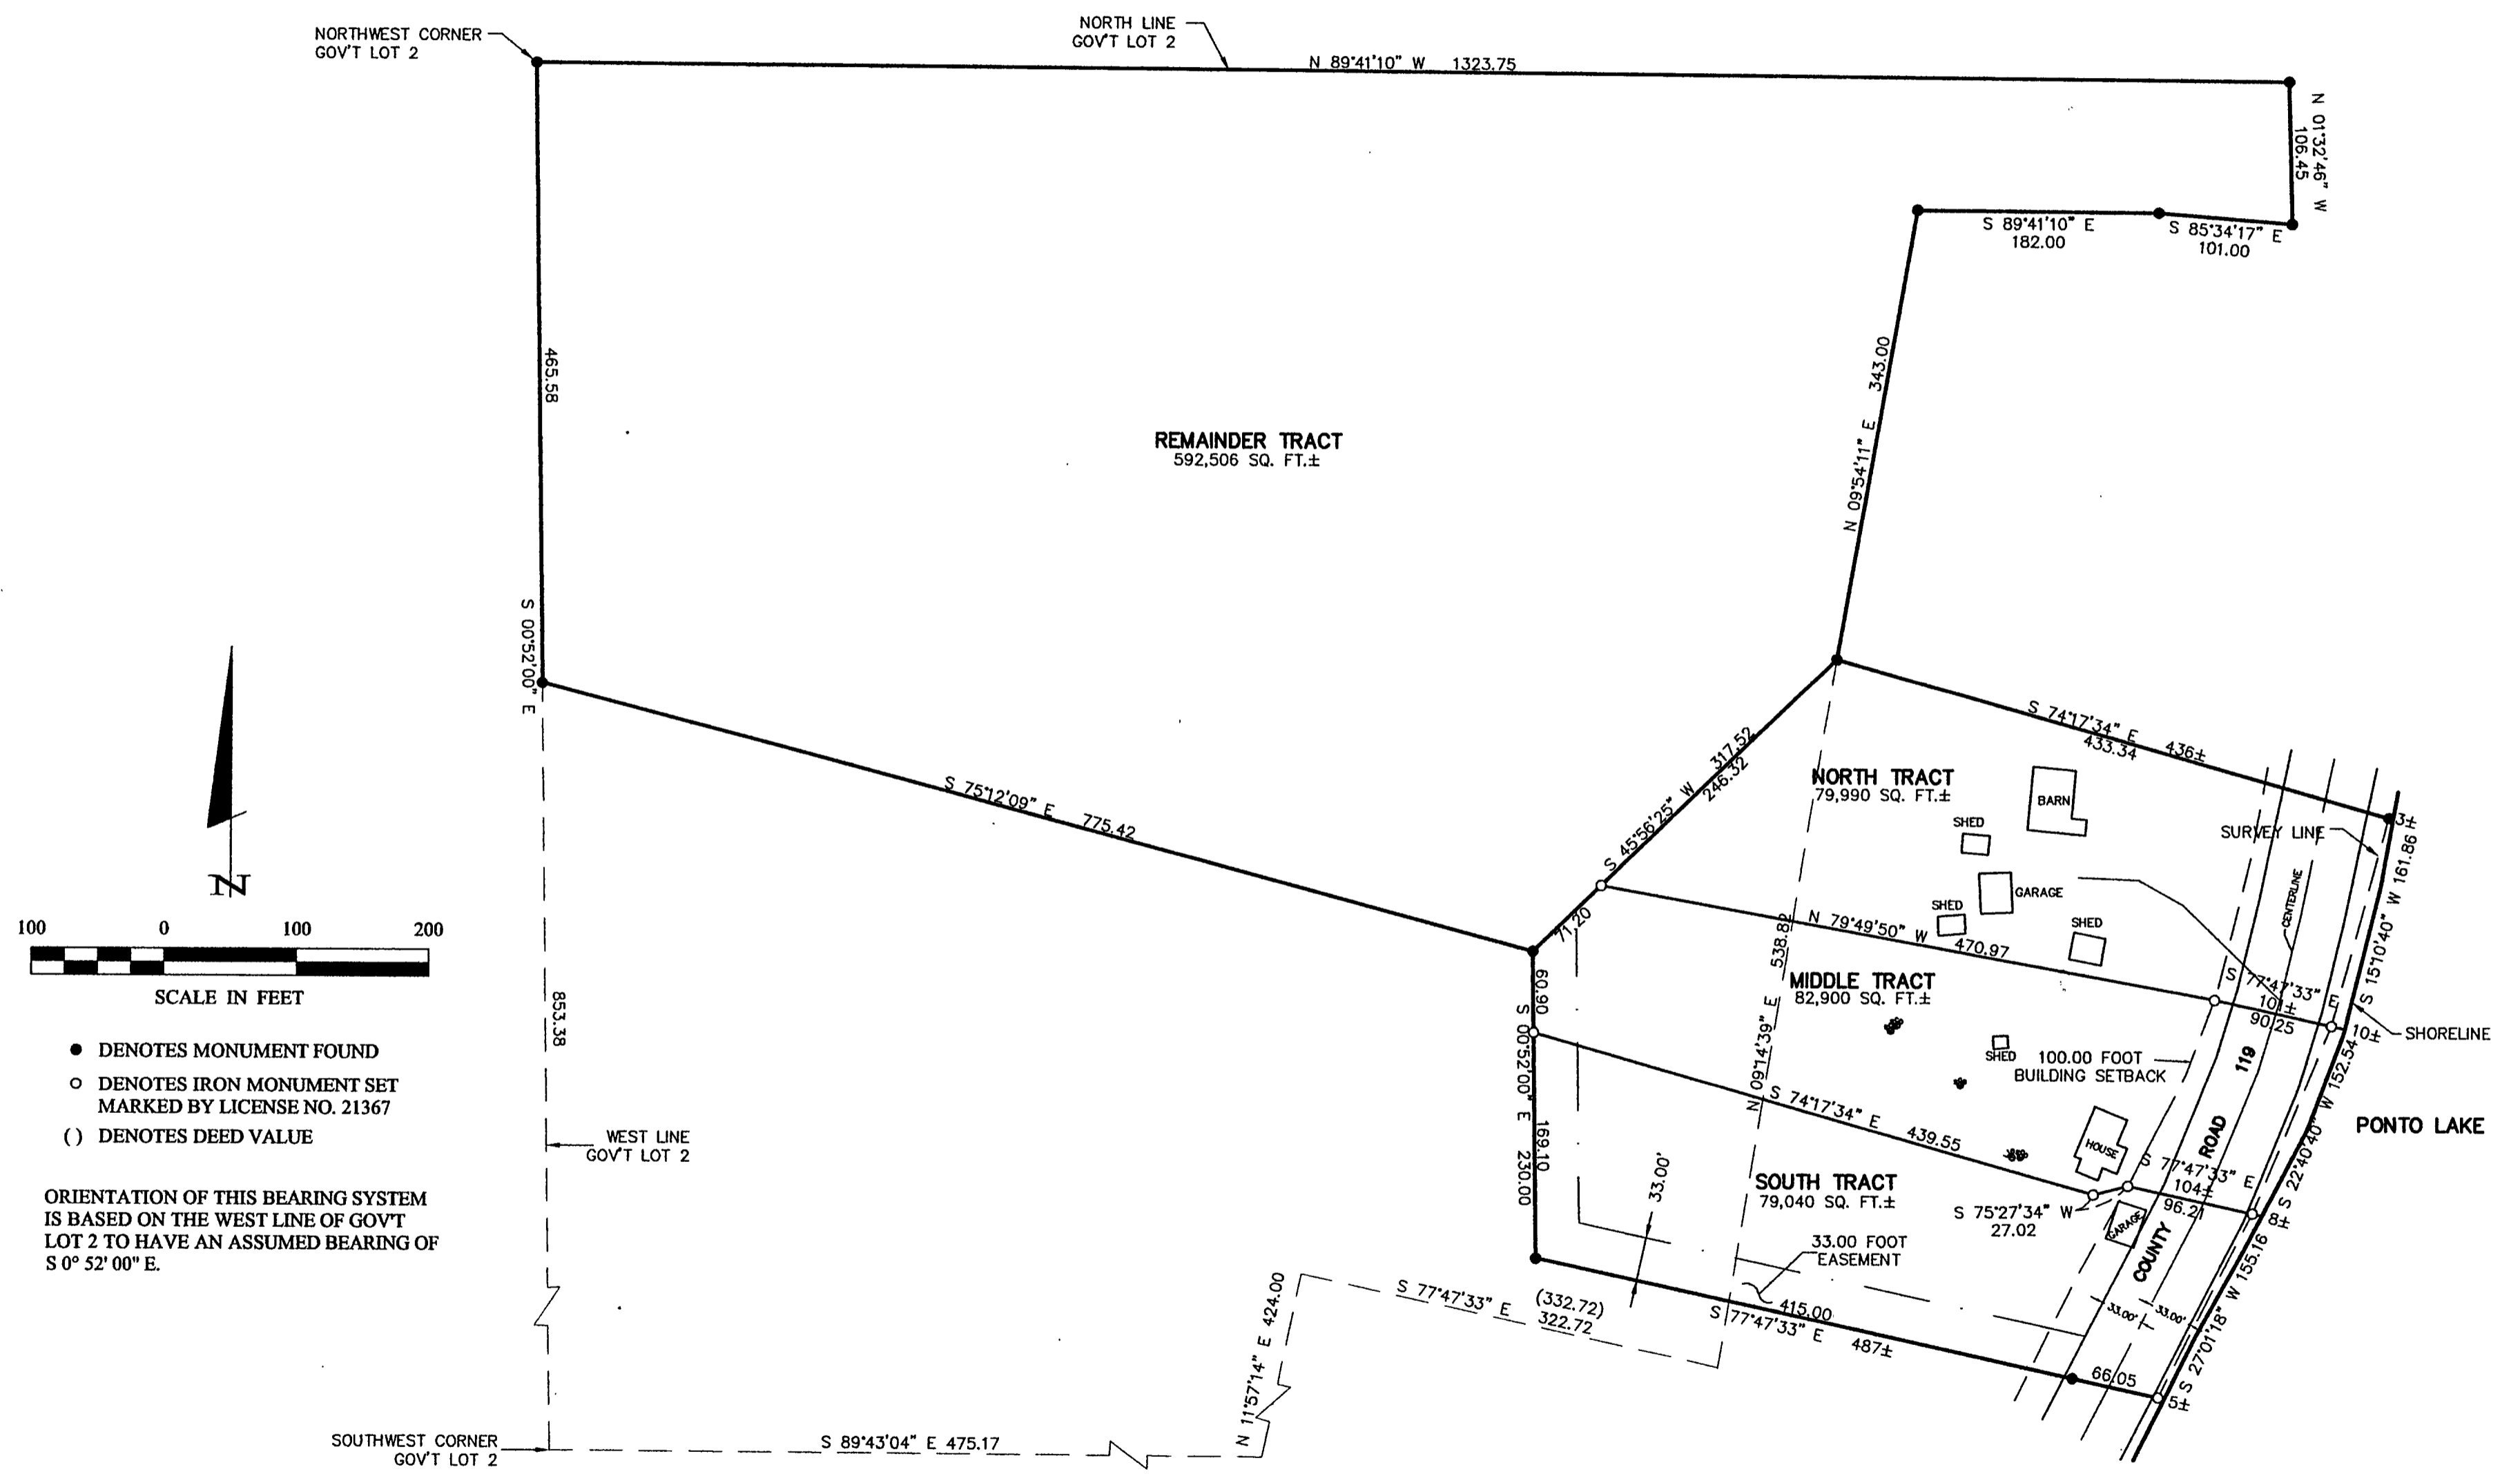 NORTHWEST CORNER
GOV'T LOT 2
NORTH LINE
GOV'T LOT 2
N 89°41'10" W 1323.75
N 01°32'46" W
106.45
S 89°41'10" E
182.00
S 85°34'17" E
101.00
465.58
S 00°52'00" E
N 09°54'11" E 343.00
REMAINDER TRACT
592,506 SQ. FT.±
S 75°12'09" E 775.42
S 45°56'25" W 317.52
246.32
71.20
S 74°17'34" E 436±
433.34
3±
NORTH TRACT
79,990 SQ. FT.±
BARN
SHED
GARAGE
SHED
SHED
SURVEY LINE
CENTERLINE
S 15°10'40" W 161.86
N 79°49'50" W 470.97
S 77°47'33" E
101±
90.25
10±
SHORELINE
N 09°14'39" E 538.82
MIDDLE TRACT
82,900 SQ. FT.±
SHED
100.00 FOOT
BUILDING SETBACK
HOUSE
60.90
S 00°52'00" E 230.00
169.10
S 74°17'34" E 439.55
S 77°47'33" E
104±
96.21
8±
S 22°40'40" W 152.54
PONTO LAKE
COUNTY ROAD 119
SOUTH TRACT
79,040 SQ. FT.±
S 75°27'34" W
27.02
GARAGE
33.00'
33.00 FOOT
EASEMENT
33.00' 33.00'
S 27°01'18" W 155.16
415.00
S 77°47'33" E 487±
66.05
5±
S 77°47'33" E (332.72)
322.72
N 11°57'14" E 424.00
853.38
WEST LINE
GOV'T LOT 2
SOUTHWEST CORNER
GOV'T LOT 2
S 89°43'04" E 475.17
N
100 0 100 200
SCALE IN FEET
DENOTES MONUMENT FOUND
DENOTES IRON MONUMENT SET
MARKED BY LICENSE NO. 21367
( ) DENOTES DEED VALUE
ORIENTATION OF THIS BEARING SYSTEM
IS BASED ON THE WEST LINE OF GOV'T
LOT 2 TO HAVE AN ASSUMED BEARING OF
S 0° 52' 00" E.